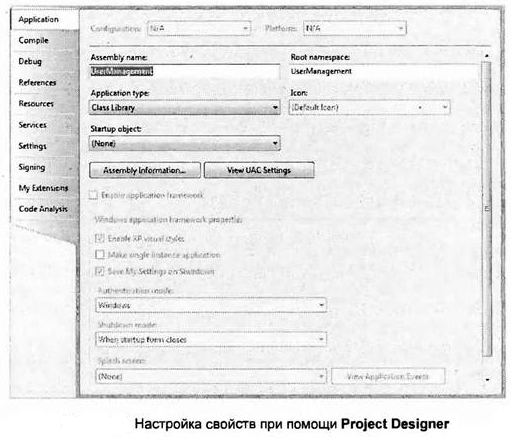 Application
Compile
Debug
References
Resources
Services
Settings
Signing
My Extensions
Code Analysis
Configuration: N/A Platform: N/A
Assembly name: Root namespace:
UserManagement UserManagement
Application type: Icon:
Class Library (Default Icon)
Startup object:
(None)
Assembly Information... View UAC Settings
Enable application framework
Windows application framework properties
Enable XP visual styles
Make single instance application
Save My.Settings on Shutdown
Authentication mode:
Windows
Shutdown mode:
When startup form closes
Splash screen:
(None) View Application Events
Настройка свойств при помощи Project Designer